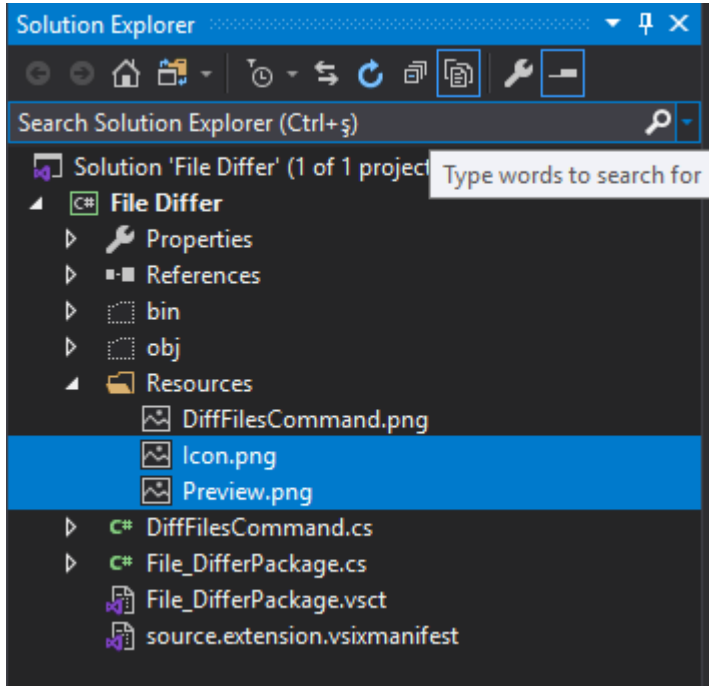 Solution Explorer
Search Solution Explorer (Ctrl+ş)
Solution 'File Differ' (1 of 1 project
Type words to search for
C# File Differ
Properties
References
bin
obj
Resources
DiffFilesCommand.png
Icon.png
Preview.png
C# DiffFilesCommand.cs
C# File_DifferPackage.cs
File_DifferPackage.vsct
source.extension.vsixmanifest